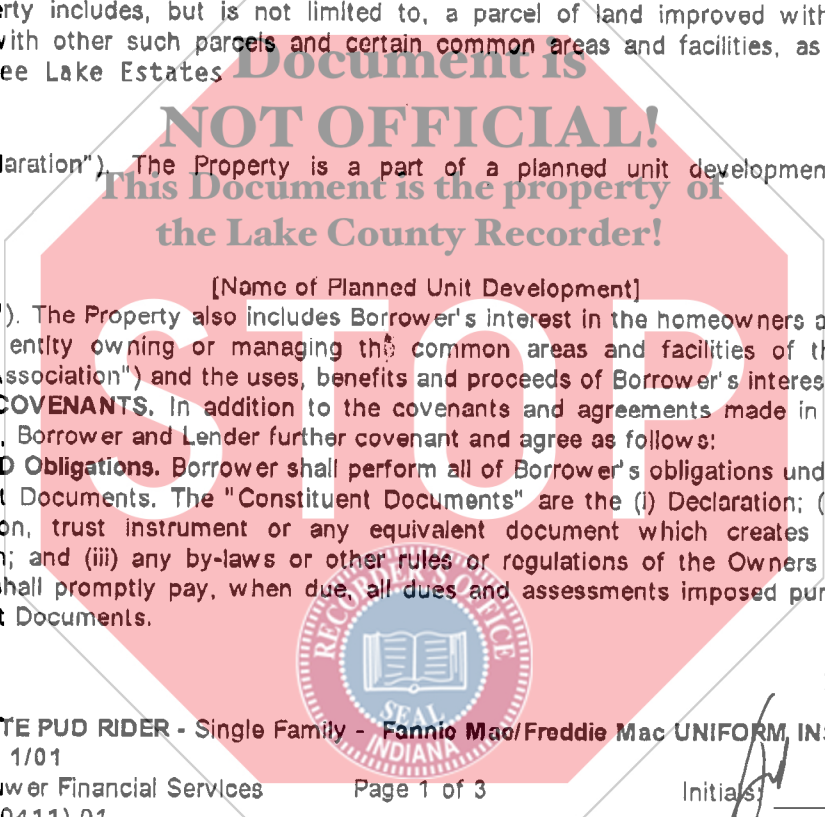 erty includes, but is not limited to, a parcel of land improved with
with other such parcels and certain common areas and facilities, as
ee Lake Estates
Document is
NOT OFFICIAL!
laration"). The Property is a part of a planned unit developmen
This Document is the property of
the Lake County Recorder!
[Name of Planned Unit Development]
"). The Property also includes Borrower's interest in the homeowners a
entity owning or managing the common areas and facilities of th
Association") and the uses, benefits and proceeds of Borrower's interes
COVENANTS. In addition to the covenants and agreements made in
, Borrower and Lender further covenant and agree as follows:
D Obligations. Borrower shall perform all of Borrower's obligations und
t Documents. The "Constituent Documents" are the (i) Declaration; (
on, trust instrument or any equivalent document which creates
n; and (iii) any by-laws or other rules or regulations of the Owners
shall promptly pay, when due, all dues and assessments imposed pur
t Documents.
STOP
RECORDER'S OFFICE
SEAL
INDIANA
TE PUD RIDER - Single Family - Fannie Mae/Freddie Mac UNIFORM INS
1/01
wer Financial Services Page 1 of 3 Initials:
0411).01